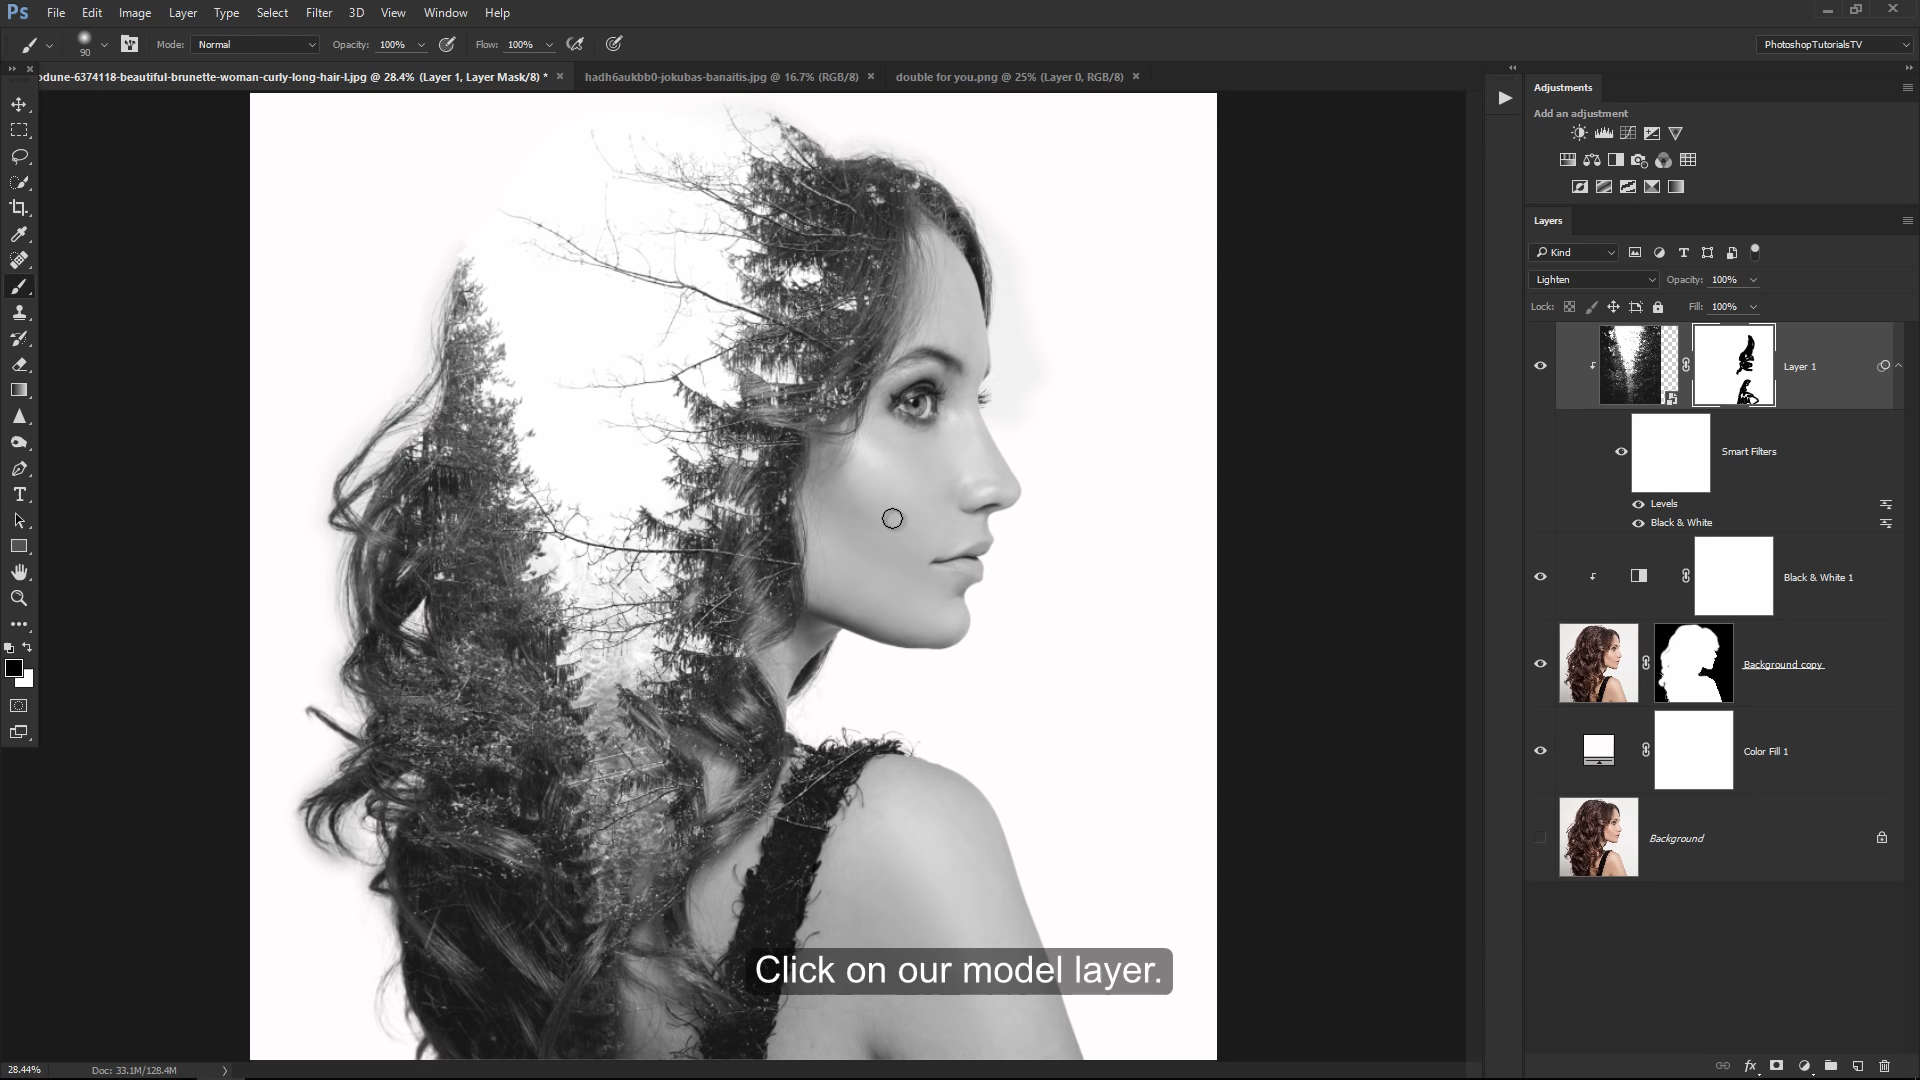 Ps File Edit Image Layer Type Select Filter 3D View Window Help
90 Mode: Normal Opacity: 100% Flow: 100% PhotoshopTutorialsTV
odune-6374118-beautiful-brunette-woman-curly-long-hair-l.jpg @ 28.4% (Layer 1, Layer Mask/8) * × hadh6aukbb0-jokubas-banaitis.jpg @ 16.7% (RGB/8) × double for you.png @ 25% (Layer 0, RGB/8) ×
Adjustments
Add an adjustment
Layers
Kind
Lighten Opacity: 100%
Lock: Fill: 100%
Layer 1
Smart Filters
Levels
Black & White
Black & White 1
Background copy
Color Fill 1
Background
Click on our model layer.
28.44% Doc: 33.1M/128.4M
fx